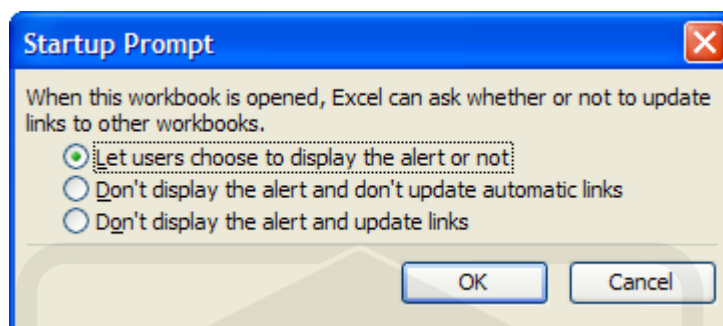 Startup Prompt
When this workbook is opened, Excel can ask whether or not to update
links to other workbooks.
Let users choose to display the alert or not
Don't display the alert and don't update automatic links
Don't display the alert and update links
OK Cancel